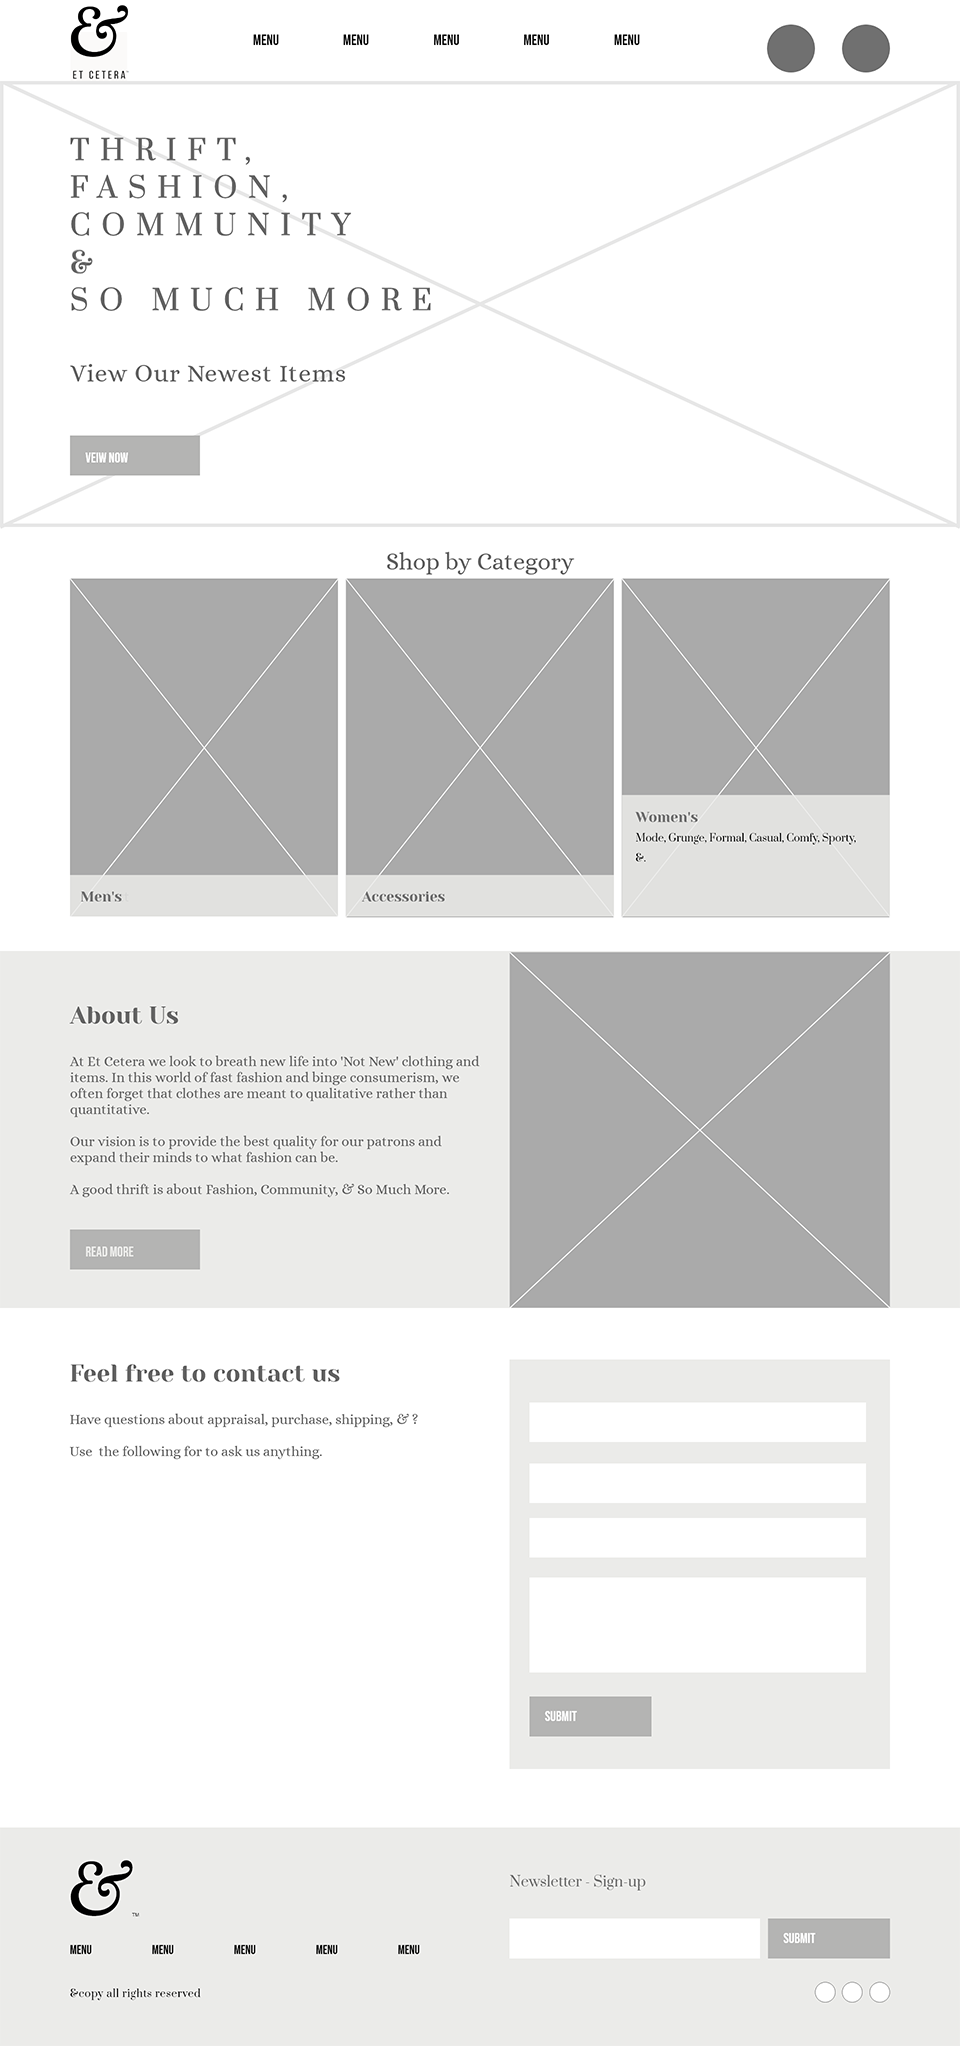 &
ET CETERA
MENU MENU MENU MENU MENU
THRIFT,
FASHION,
COMMUNITY
&
SO MUCH MORE
View Our Newest Items
VEIW NOW
Shop by Category
Men's
Accessories
Women's
Mode, Grunge, Formal, Casual, Comfy, Sporty,
&.
About Us
At Et Cetera we look to breath new life into 'Not New' clothing and
items. In this world of fast fashion and binge consumerism, we
often forget that clothes are meant to qualitative rather than
quantitative.
Our vision is to provide the best quality for our patrons and
expand their minds to what fashion can be.
A good thrift is about Fashion, Community, & So Much More.
READ MORE
Feel free to contact us
Have questions about appraisal, purchase, shipping, & ?
Use  the following for to ask us anything.
SUBMIT
&
TM
MENU MENU MENU MENU MENU
&copy all rights reserved
Newsletter - Sign-up
SUBMIT